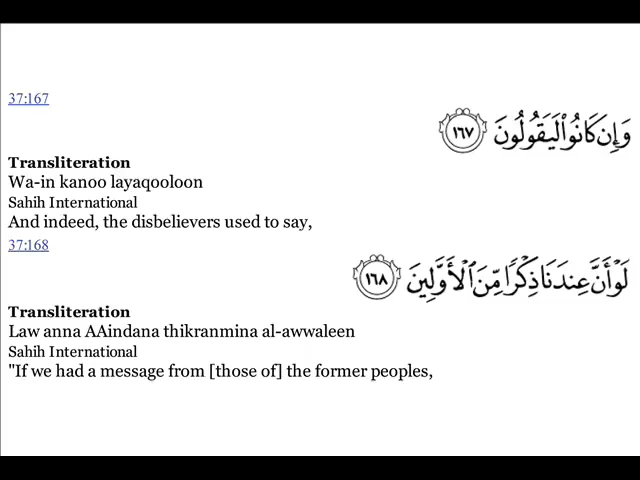 37:167
وَإِن كَانُوا۟ لَيَقُولُونَ ١٦٧
Transliteration
Wa-in kanoo layaqooloon
Sahih International
And indeed, the disbelievers used to say,
37:168
لَوْ أَنَّ عِندَنَا ذِكْرًا مِّنَ ٱلْأَوَّلِينَ ١٦٨
Transliteration
Law anna AAindana thikranmina al-awwaleen
Sahih International
"If we had a message from [those of] the former peoples,